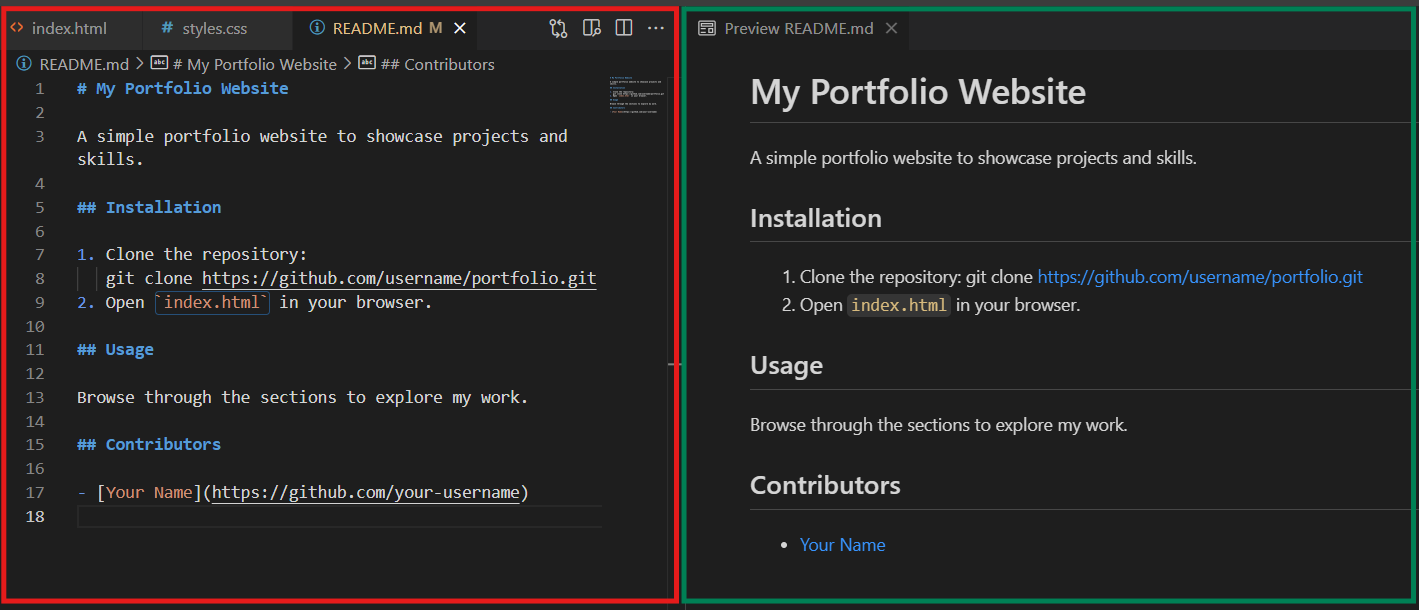 index.html
# styles.css
README.md M
README.md > # My Portfolio Website > ## Contributors
1 # My Portfolio Website
2
3 A simple portfolio website to showcase projects and
skills.
4
5 ## Installation
6
7 1. Clone the repository:
8 git clone https://github.com/username/portfolio.git
9 2. Open `index.html` in your browser.
10
11 ## Usage
12
13 Browse through the sections to explore my work.
14
15 ## Contributors
16
17 - [Your Name](https://github.com/your-username)
18
Preview README.md
My Portfolio Website
A simple portfolio website to showcase projects and skills.
Installation
1. Clone the repository: git clone https://github.com/username/portfolio.git
2. Open index.html in your browser.
Usage
Browse through the sections to explore my work.
Contributors
• Your Name